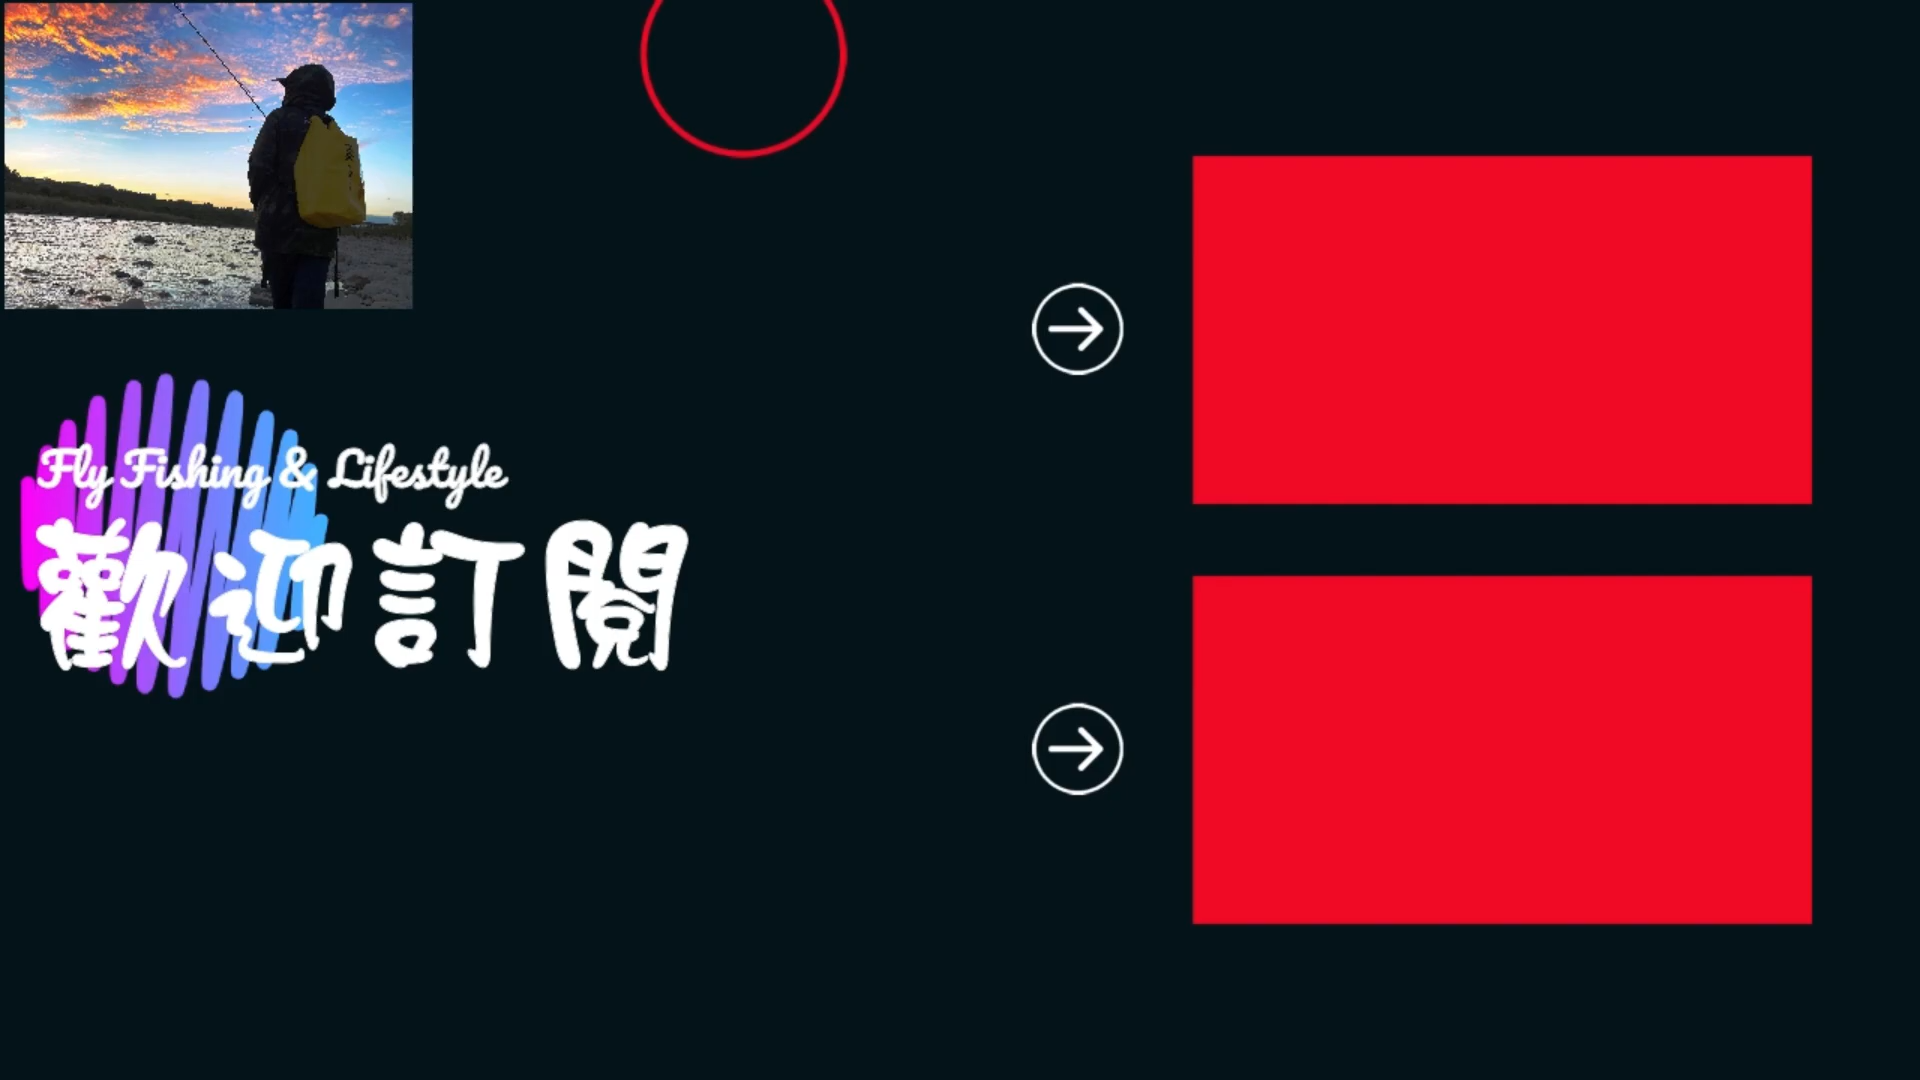 Fly Fishing & Lifestyle
歡迎訂閱